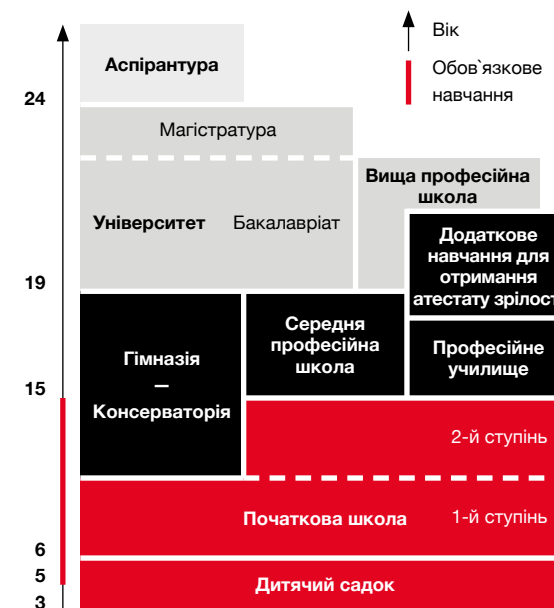 Вік
Обов`язкове
навчання
Аспірантура
24
Магістратура
Вища професійна
школа
Університет
Бакалавріат
Додаткове
навчання для
отримання
атестату зрілост
19
Середня
професійна
школа
Професійне
училище
Гімназія
—
Консерваторія
15
2-й ступінь
Початкова школа
1-й ступінь
6
5
Дитячий садок
3